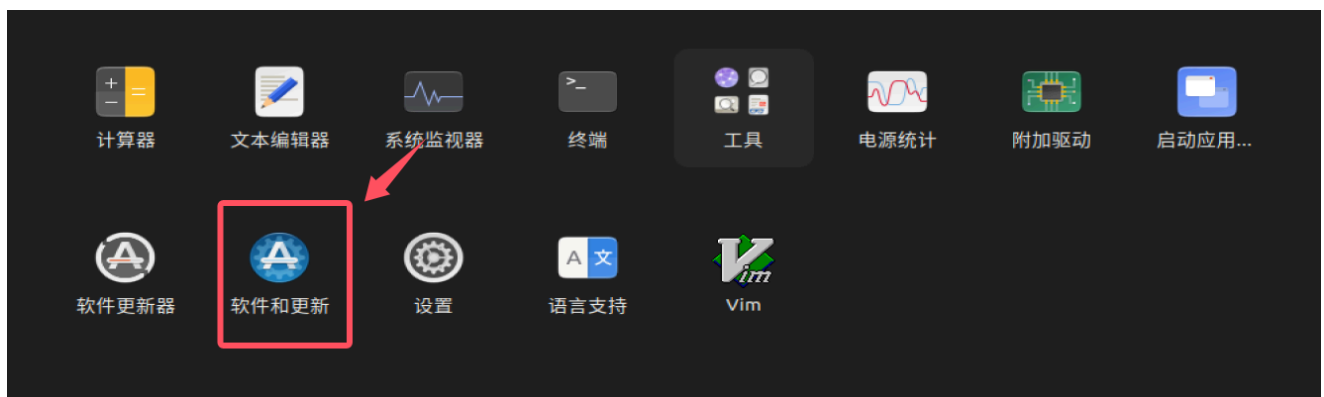 计算器
文本编辑器
系统监视器
终端
工具
电源统计
附加驱动
启动应用...
软件更新器
软件和更新
设置
语言支持
Vim